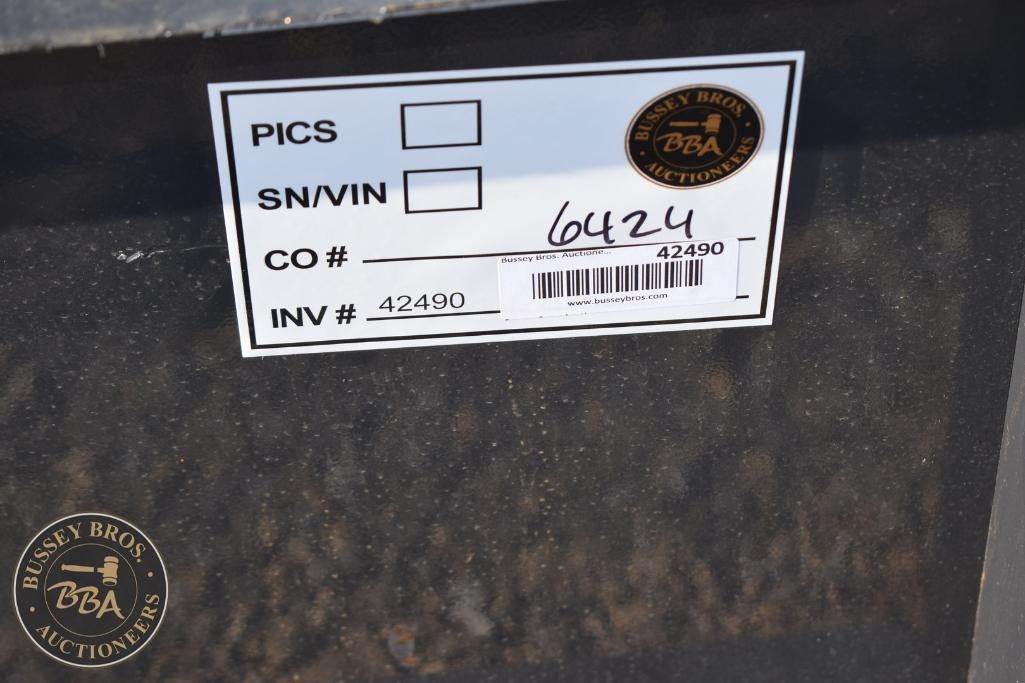 PICS
SN/VIN
CO # 6424
INV # 42490
BUSSEY BROS.
BBA
AUCTIONEERS
Bussey Bros. Auctione... 42490
www.busseybros.com
BUSSEY BROS.
BBA
AUCTIONEERS